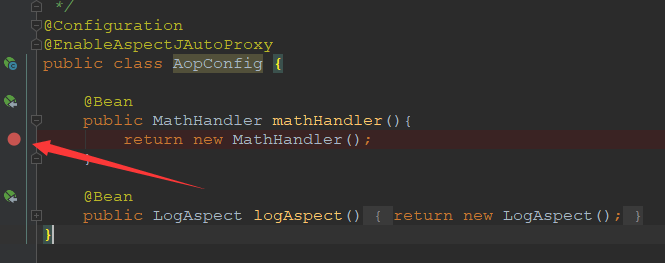 */
@Configuration
@EnableAspectJAutoProxy
public class AopConfig {
@Bean
public MathHandler mathHandler(){
return new MathHandler();
}
@Bean
public LogAspect logAspect() { return new LogAspect(); }
}